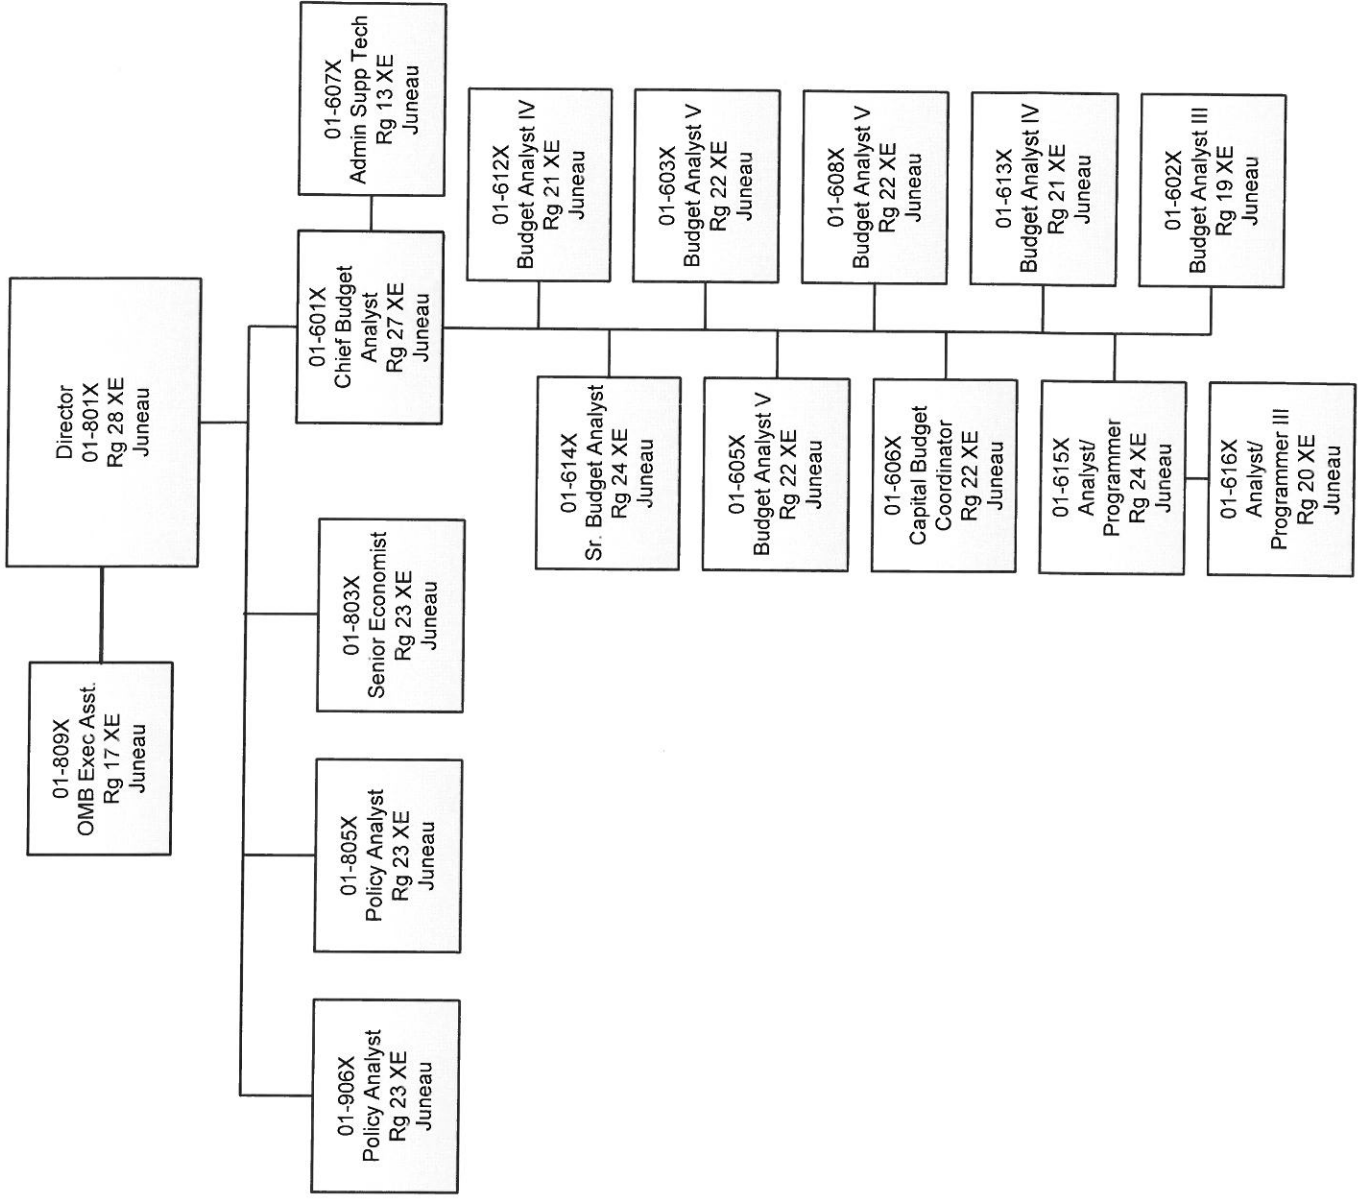 Director
01-801X
Rg 28 XE
Juneau
01-809X
OMB Exec Asst.
Rg 17 XE
Juneau
01-906X
Policy Analyst
Rg 23 XE
Juneau
01-805X
Policy Analyst
Rg 23 XE
Juneau
01-803X
Senior Economist
Rg 23 XE
Juneau
01-601X
Chief Budget
Analyst
Rg 27 XE
Juneau
01-607X
Admin Supp Tech
Rg 13 XE
Juneau
01-612X
Budget Analyst IV
Rg 21 XE
Juneau
01-614X
Sr. Budget Analyst
Rg 24 XE
Juneau
01-603X
Budget Analyst V
Rg 22 XE
Juneau
01-605X
Budget Analyst V
Rg 22 XE
Juneau
01-608X
Budget Analyst V
Rg 22 XE
Juneau
01-606X
Capital Budget
Coordinator
Rg 22 XE
Juneau
01-613X
Budget Analyst IV
Rg 21 XE
Juneau
01-615X
Analyst/
Programmer
Rg 24 XE
Juneau
01-602X
Budget Analyst III
Rg 19 XE
Juneau
01-616X
Analyst/
Programmer III
Rg 20 XE
Juneau